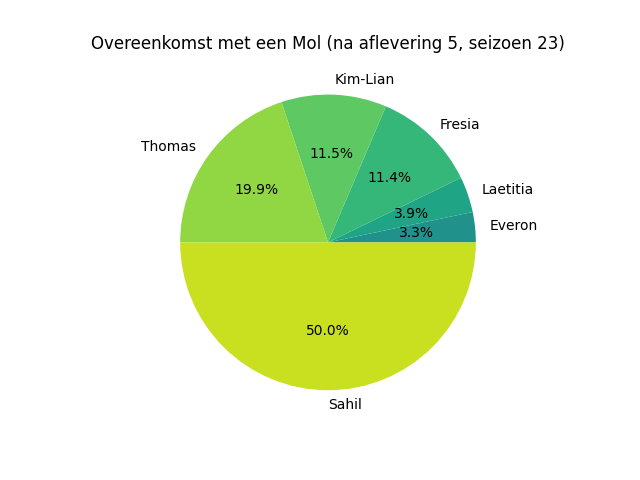 Overeenkomst met een Mol (na aflevering 5, seizoen 23)
Kim-Lian
Fresia
Thomas
11.5%
11.4%
19.9%
Laetitia
3.9%
Everon
3.3%
50.0%
Sahil